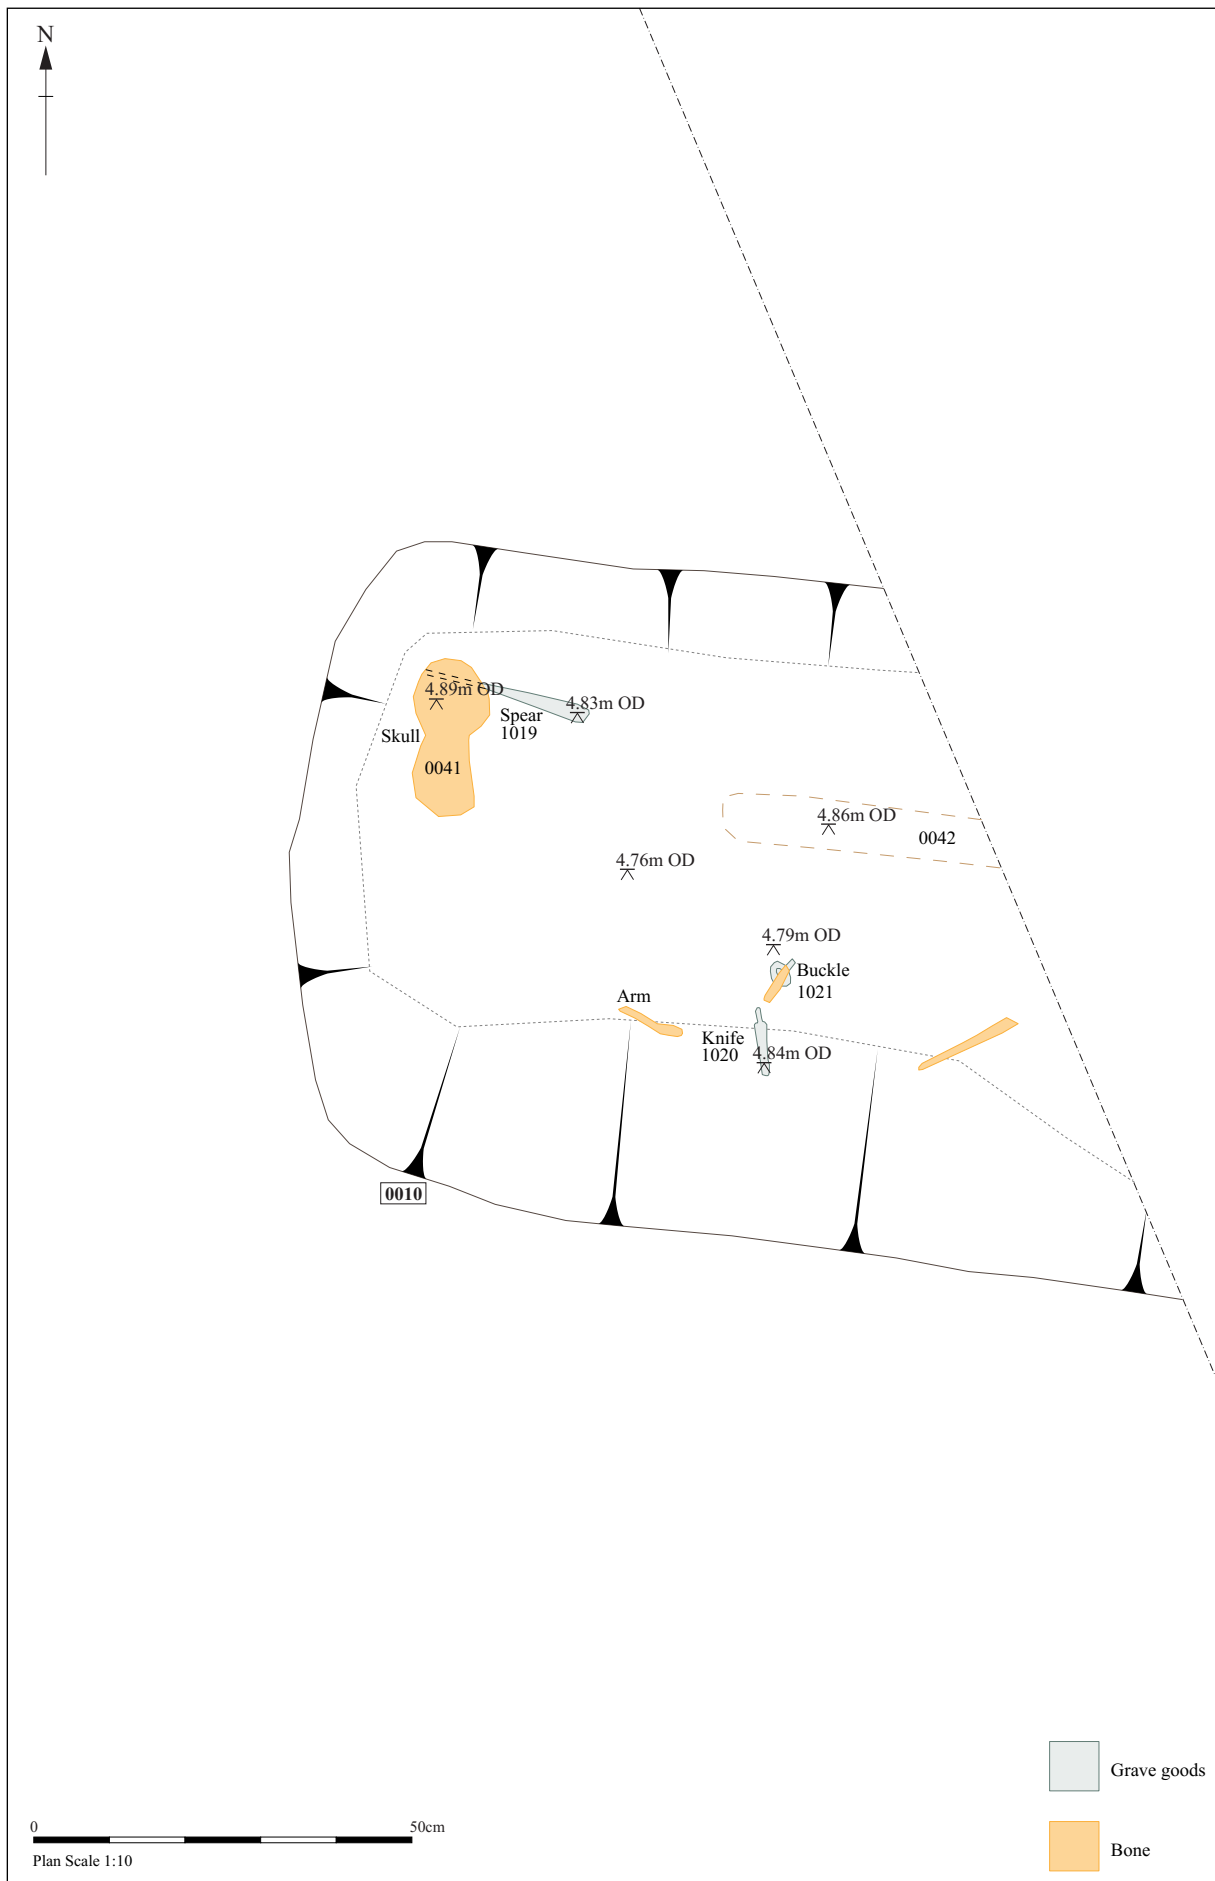 N
4.89m OD
4.83m OD
Spear
1019
Skull
0041
4.86m OD
0042
4.76m OD
4.79m OD
Buckle
1021
Arm
Knife
1020
4.84m OD
0010
Grave goods
Bone
0 50cm
Plan Scale 1:10